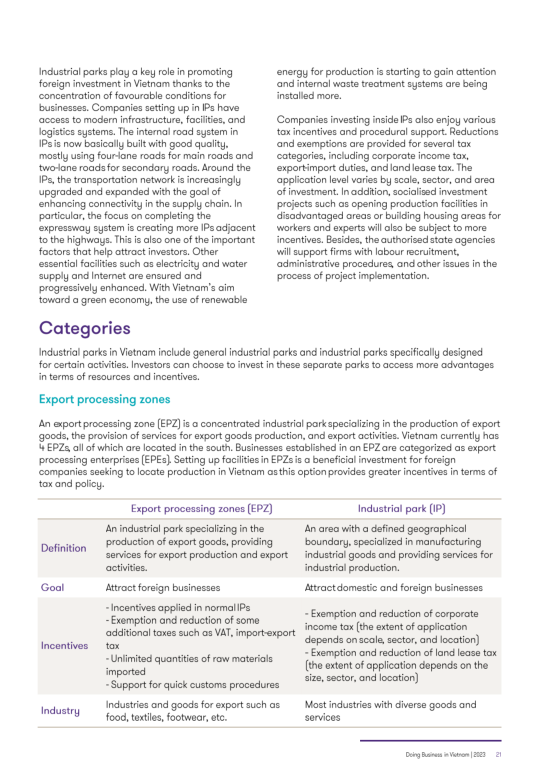 Industrial parks play a key role in promoting
foreign investment in Vietnam thanks to the
concentration of favourable conditions for
businesses. Companies setting up in IPs have
access to modern infrastructure, facilities, and
logistics systems. The internal road system in
IPs is now basically built with good quality,
mostly using four-lane roads for main roads and
two-lane roads for secondary roads. Around the
IPs, the transportation network is increasingly
upgraded and expanded with the goal of
enhancing connectivity in the supply chain. In
particular, the focus on completing the
expressway system is creating more IPs adjacent
to the highways. This is also one of the important
factors that help attract investors. Other
essential facilities such as electricity and water
supply and Internet are ensured and
progressively enhanced. With Vietnam's aim
toward a green economy, the use of renewable
energy for production is starting to gain attention
and internal waste treatment systems are being
installed more.
Companies investing inside IPs also enjoy various
tax incentives and procedural support. Reductions
and exemptions are provided for several tax
categories, including corporate income tax,
export-import duties, and land lease tax. The
application level varies by scale, sector, and area
of investment. In addition, socialised investment
projects such as opening production facilities in
disadvantaged areas or building housing areas for
workers and experts will also be subject to more
incentives. Besides, the authorised state agencies
will support firms with labour recruitment,
administrative procedures, and other issues in the
process of project implementation.
Categories
Industrial parks in Vietnam include general industrial parks and industrial parks specifically designed
for certain activities. Investors can choose to invest in these separate parks to access more advantages
in terms of resources and incentives.
Export processing zones
An export processing zone (EPZ) is a concentrated industrial park specializing in the production of export
goods, the provision of services for export goods production, and export activities. Vietnam currently has
4 EPZs, all of which are located in the south. Businesses established in an EPZ are categorized as export
processing enterprises (EPEs). Setting up facilities in EPZs is a beneficial investment for foreign
companies seeking to locate production in Vietnam as this option provides greater incentives in terms of
tax and policy.
Export processing zones (EPZ) Industrial park (IP)
Definition
An industrial park specializing in the
production of export goods, providing
services for export production and export
activities.
An area with a defined geographical
boundary, specialized in manufacturing
industrial goods and providing services for
industrial production.
Goal
Attract foreign businesses
Attract domestic and foreign businesses
Incentives
- Incentives applied in normal IPs
- Exemption and reduction of some
additional taxes such as VAT, import-export
tax
- Unlimited quantities of raw materials
imported
- Support for quick customs procedures
- Exemption and reduction of corporate
income tax (the extent of application
depends on scale, sector, and location)
- Exemption and reduction of land lease tax
(the extent of application depends on the
size, sector, and location)
Industry
Industries and goods for export such as
food, textiles, footwear, etc.
Most industries with diverse goods and
services
Doing Business in Vietnam | 2023 21